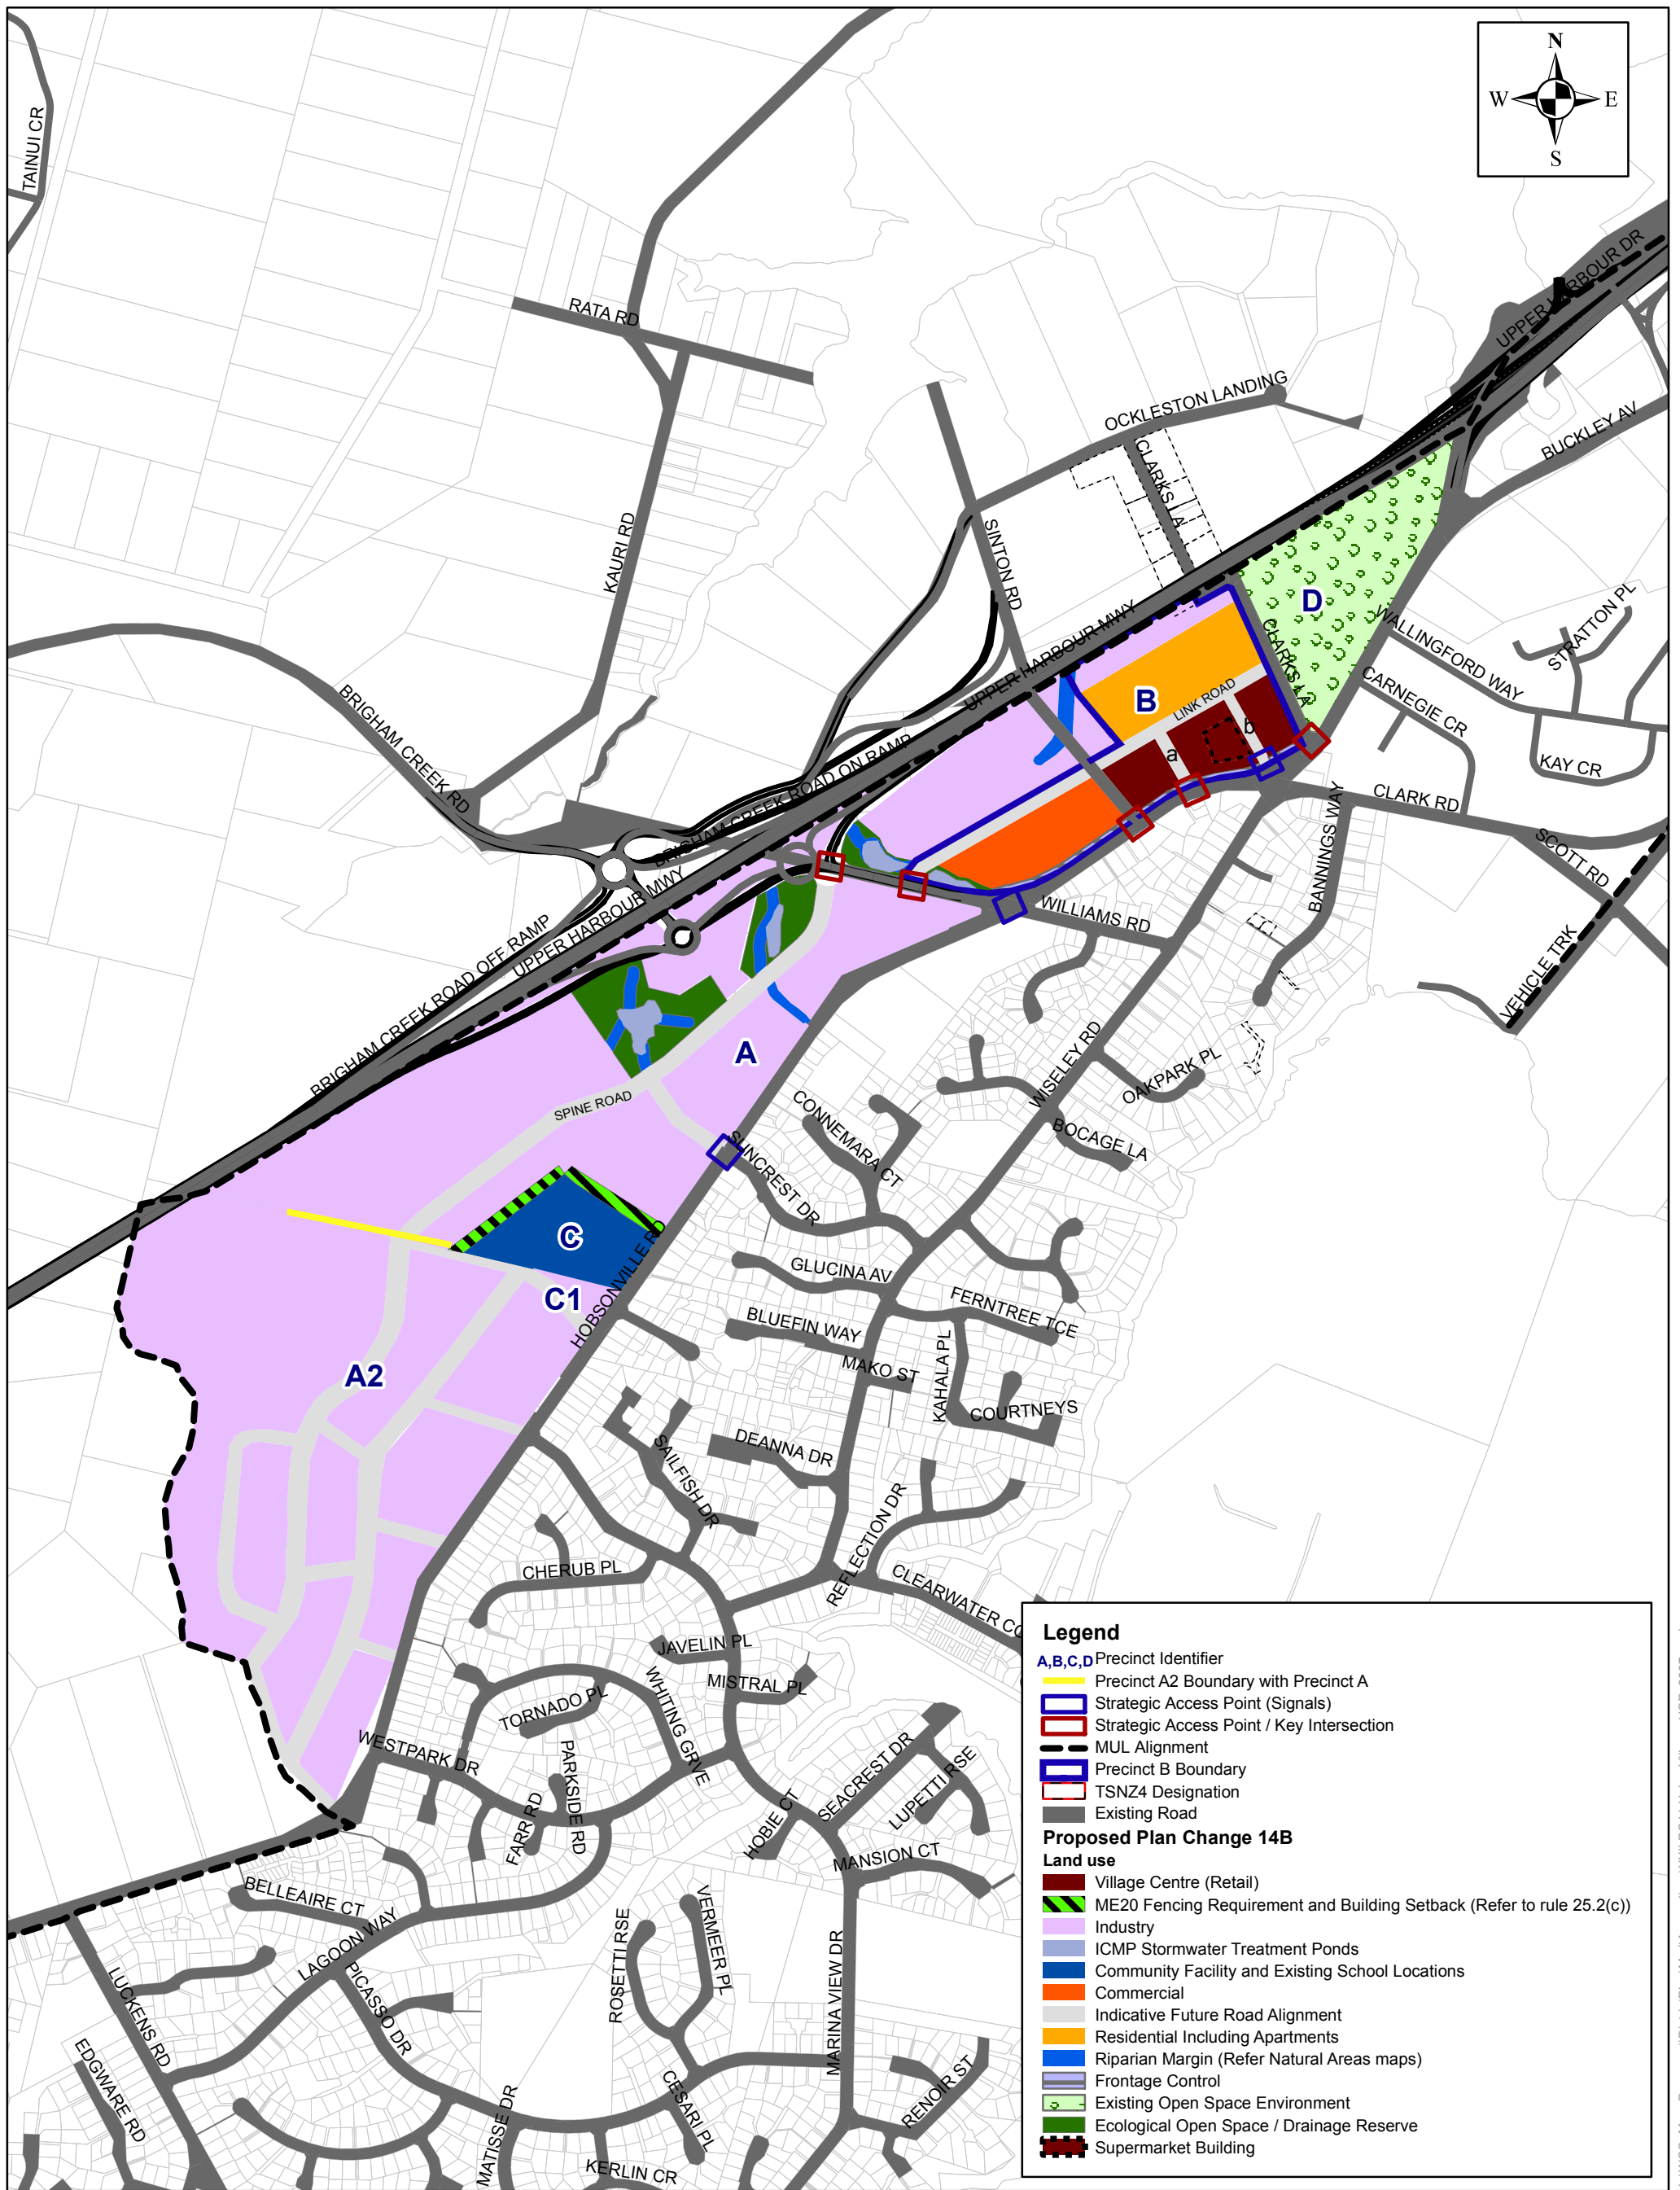 N
W E
S
TAINUI CR
RATA RD
UPPER HARBOUR DR
OCKLESTON LANDING
BUCKLEY AV
CLARKS LA
KAURI RD
SINTON RD
D
STRATTON PL
WALLINGFORD WAY
UPPER HARBOUR MWY
CLARKS LA
CARNEGIE CR
BRIGHAM CREEK RD
B
LINK ROAD
b
a
KAY CR
BRIGHAM CREEK ROAD ON RAMP
CLARK RD
BANNINGS WAY
SCOTT RD
UPPER HARBOUR MWY
WILLIAMS RD
BRIGHAM CREEK ROAD OFF RAMP
VEHICLE TRK
A
WISELEY RD
OAKPARK PL
SPINE ROAD
CONNEMARA CT
BOCAGE LA
SUNCREST DR
C
HOBSONVILLE RD
GLUCINA AV
C1
FERNTREE TCE
BLUEFIN WAY
A2
MAKO ST
KAHALA PL
COURTNEYS
DEANNA DR
SAILFISH DR
REFLECTION DR
CHERUB PL
CLEARWATER CO
JAVELIN PL
MISTRAL PL
WHITING GRVE
TORNADO PL
WESTPARK DR
PARKSIDE RD
SEACREST DR
LUPETTI RSE
FARR RD
HOBIE CT
MANSION CT
BELLEAIRE CT
LAGOON WAY
VERMEER PL
ROSETTI RSE
MARINA VIEW DR
LUCKENS RD
PICASSO DR
EDGWARE RD
CESARI PL
RENOIR ST
MATISSE DR
KERLIN CR
Legend
A,B,C,D Precinct Identifier
Precinct A2 Boundary with Precinct A
Strategic Access Point (Signals)
Strategic Access Point / Key Intersection
MUL Alignment
Precinct B Boundary
TSNZ4 Designation
Existing Road
Proposed Plan Change 14B
Land use
Village Centre (Retail)
ME20 Fencing Requirement and Building Setback (Refer to rule 25.2(c))
Industry
ICMP Stormwater Treatment Ponds
Community Facility and Existing School Locations
Commercial
Indicative Future Road Alignment
Residential Including Apartments
Riparian Margin (Refer Natural Areas maps)
Frontage Control
Existing Open Space Environment
Ecological Open Space / Drainage Reserve
Supermarket Building